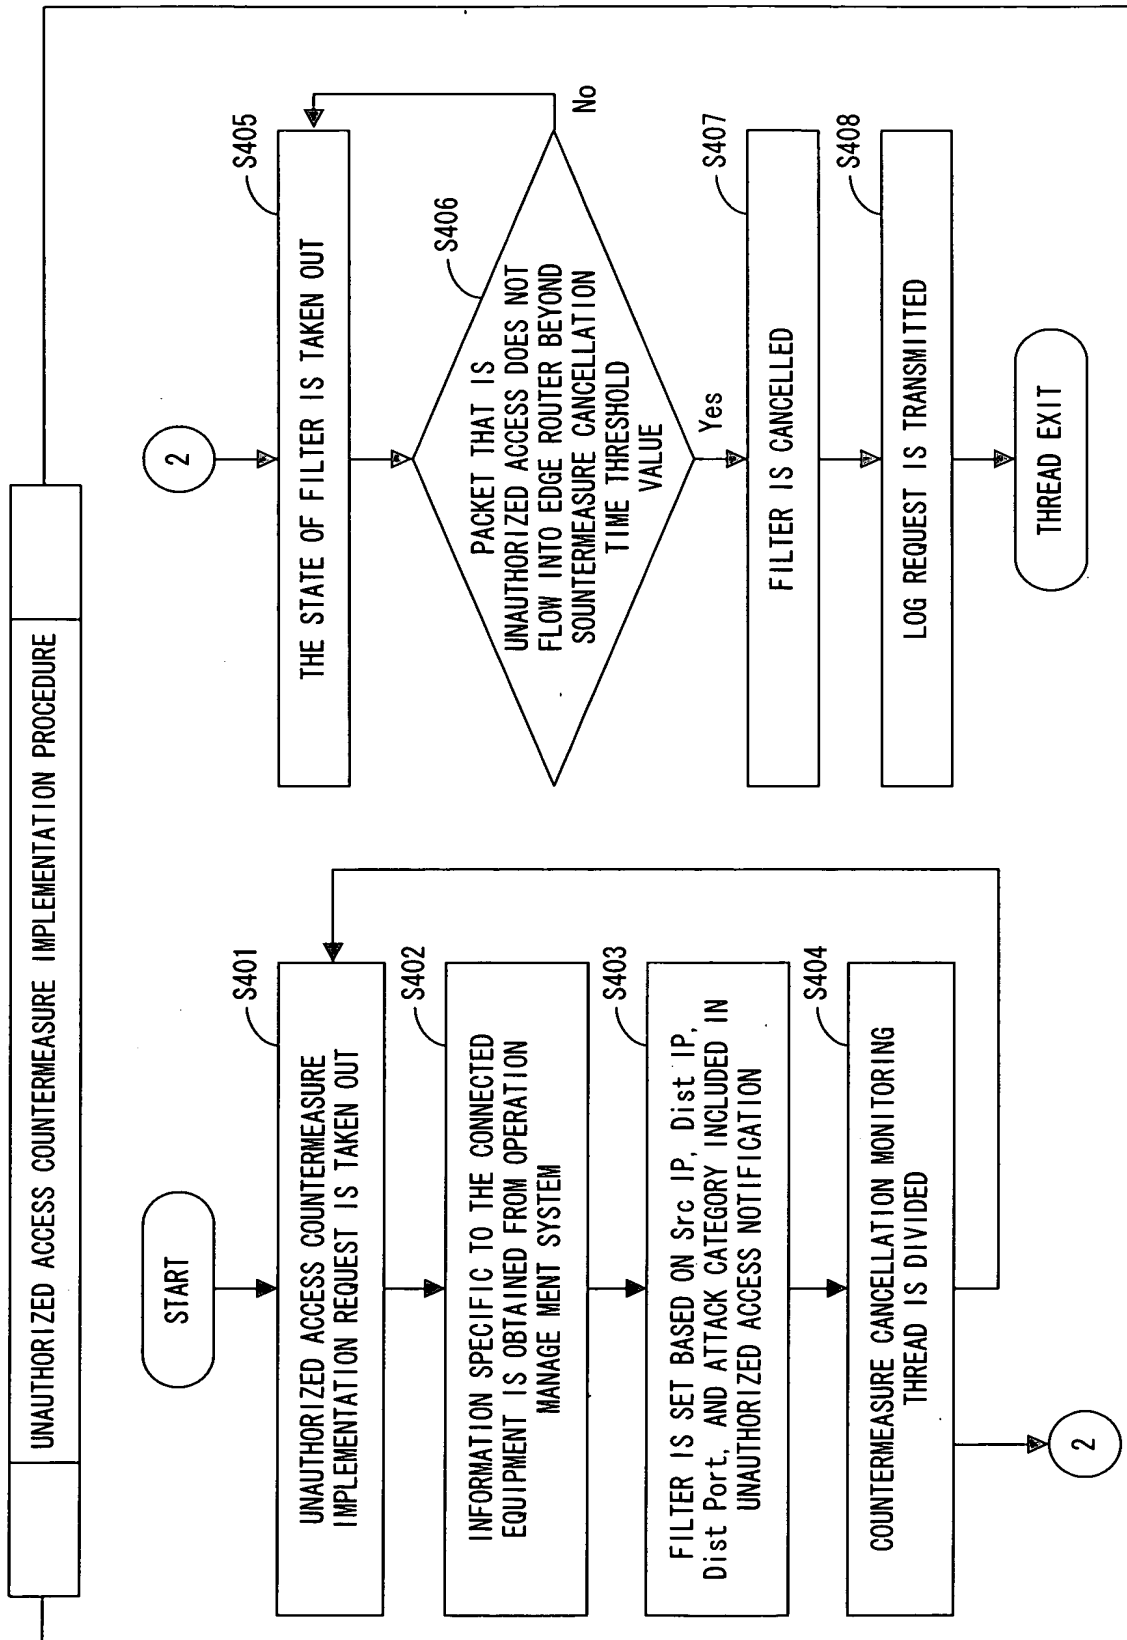 UNAUTHORIZED ACCESS COUNTERMEASURE IMPLEMENTATION PROCEDURE
START
S401
UNAUTHORIZED ACCESS COUNTERMEASURE
IMPLEMENTATION REQUEST IS TAKEN OUT
S402
INFORMATION SPECIFIC TO THE CONNECTED
EQUIPMENT IS OBTAINED FROM OPERATION
MANAGE MENT SYSTEM
S403
FILTER IS SET BASED ON Src IP, Dist IP,
Dist Port, AND ATTACK CATEGORY INCLUDED IN
UNAUTHORIZED ACCESS NOTIFICATION
S404
COUNTERMEASURE CANCELLATION MONITORING
THREAD IS DIVIDED
2
2
S405
THE STATE OF FILTER IS TAKEN OUT
S406
PACKET THAT IS
UNAUTHORIZED ACCESS DOES NOT
FLOW INTO EDGE ROUTER BEYOND
SOUNTERMEASURE CANCELLATION
TIME THRESHOLD
VALUE
No
Yes
S407
FILTER IS CANCELLED
S408
LOG REQUEST IS TRANSMITTED
THREAD EXIT